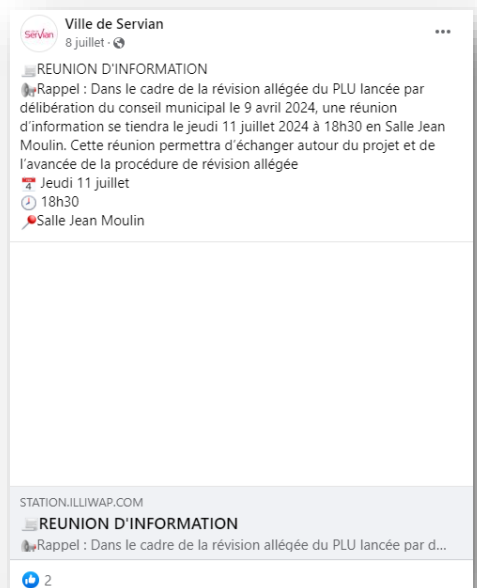 Servian
Ville de Servian
8 juillet ·
REUNION D'INFORMATION
Rappel : Dans le cadre de la révision allégée du PLU lancée par
délibération du conseil municipal le 9 avril 2024, une réunion
d'information se tiendra le jeudi 11 juillet 2024 à 18h30 en Salle Jean
Moulin. Cette réunion permettra d'échanger autour du projet et de
l'avancée de la procédure de révision allégée
Jeudi 11 juillet
18h30
Salle Jean Moulin
STATION.ILLIWAP.COM
REUNION D'INFORMATION
Rappel : Dans le cadre de la révision allégée du PLU lancée par d...
2